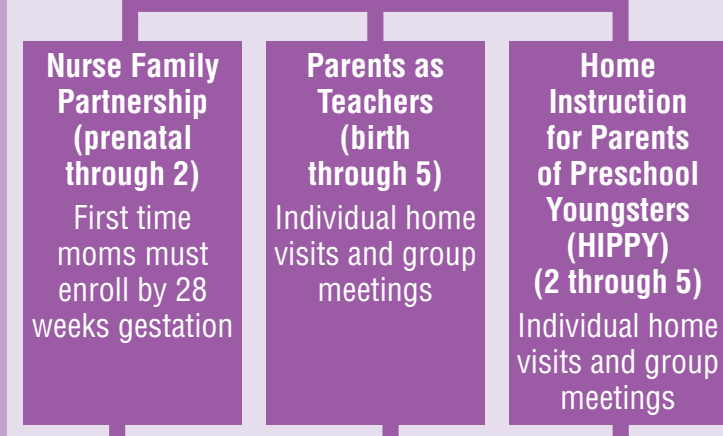 Nurse Family
Partnership
(prenatal
through 2)
First time
moms must
enroll by 28
weeks gestation
Parents as
Teachers
(birth
through 5)
Individual home
visits and group
meetings
Home
Instruction
for Parents
of Preschool
Youngsters
(HIPPY)
(2 through 5)
Individual home
visits and group
meetings